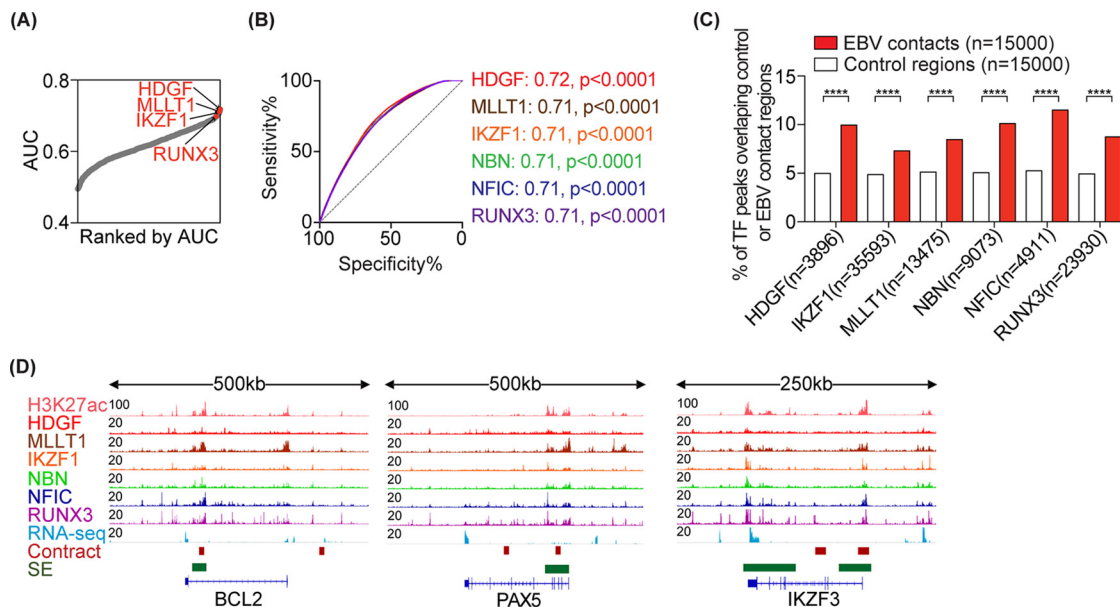 (A)
0.8
0.6
0.4
AUC
HDGF
MLLT1
IKZF1
RUNX3
Ranked by AUC
(B)
100
50
0
Sensitivity%
100
50
0
Specificity%
HDGF: 0.72, p<0.0001
MLLT1: 0.71, p<0.0001
IKZF1: 0.71, p<0.0001
NBN: 0.71, p<0.0001
NFIC: 0.71, p<0.0001
RUNX3: 0.71, p<0.0001
(C)
EBV contacts (n=15000)
Control regions (n=15000)
% of TF peaks overlaping control
or EBV contact regions
15
10
5
0
**** **** **** **** **** ****
HDGF(n=3896)
IKZF1(n=35593)
MLLT1(n=13475)
NBN(n=9073)
NFIC(n=4911)
RUNX3(n=23930)
(D)
500kb 500kb 250kb
H3K27ac 100 100 100
HDGF 20 20 20
MLLT1 20 20 20
IKZF1 20 20 20
NBN 20 20 20
NFIC 20 20 20
RUNX3 20 20 20
RNA-seq 20 20 20
Contract
SE
BCL2 PAX5 IKZF3